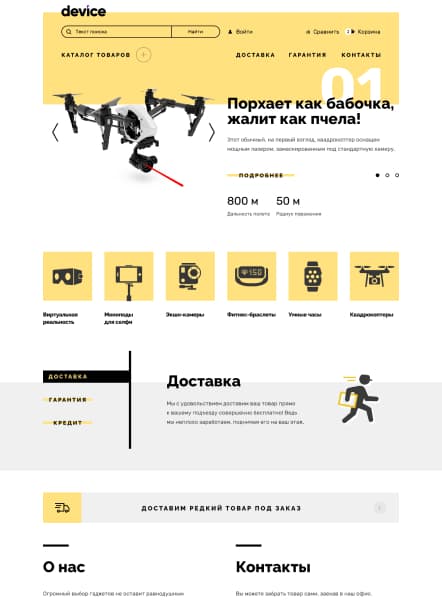 device
Текст поиска
Найти
Войти
Сравнить
2
Корзина
КАТАЛОГ ТОВАРОВ
+
ДОСТАВКА
ГАРАНТИЯ
КОНТАКТЫ
01
Порхает как бабочка,
жалит как пчела!
Этот обычный, на первый взгляд, квадрокоптер оснащен
мощным лазером, замаскированным под стандартную камеру.
ПОДРОБНЕЕ
800 м
50 м
Дальность полета
Радиус поражения
150
Виртуальная
реальность
Моноподы
для селфи
Экшн-камеры
Фитнес-браслеты
Умные часы
Квадрокоптеры
ДОСТАВКА
ГАРАНТИЯ
КРЕДИТ
Доставка
Мы с удовольствием доставим ваш товар прямо
к вашему подъезду совершенно бесплатно! Ведь
мы неплохо заработаем, поднимая его на ваш этаж.
ДОСТАВИМ РЕДКИЙ ТОВАР ПОД ЗАКАЗ
О нас
Контакты
Огромный выбор гаджетов не оставит равнодушным
Вы можете забрать товар сами, заехав в наш офис.